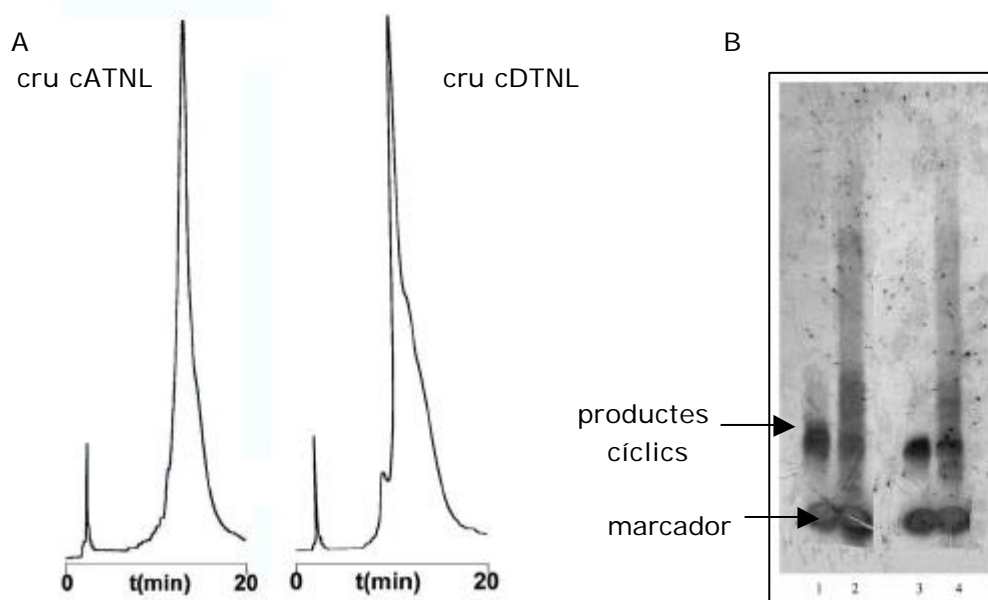 A
cru cATNL
cru cDTNL
0 t(min) 20
0 t(min) 20
B
productes
cíclics
marcador
1 2 3 4